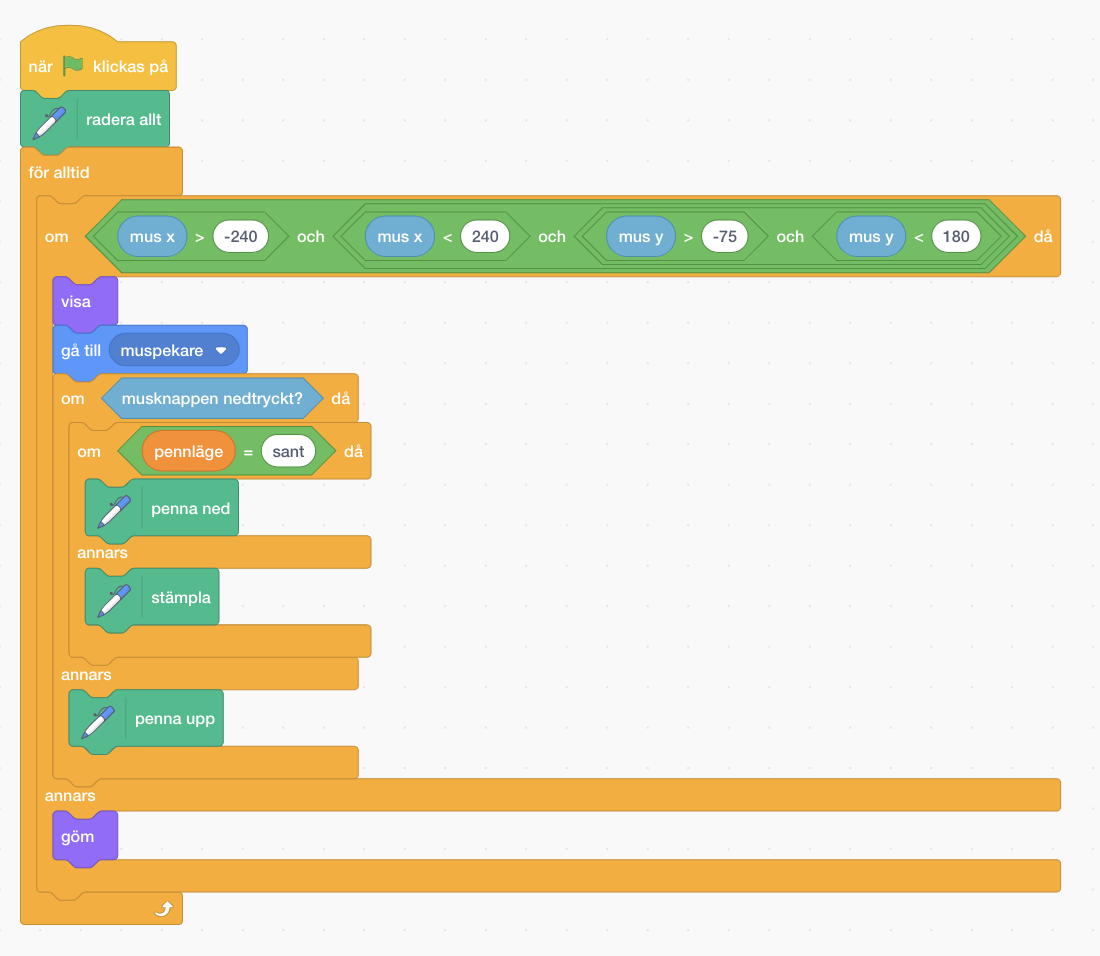 när klickas på
radera allt
för alltid
om mus x > -240 och mus x < 240 och mus y > -75 och mus y < 180 då
visa
gå till muspekare
om musknappen nedtryckt? då
om pennläge = sant då
penna ned
annars
stämpla
annars
penna upp
annars
göm